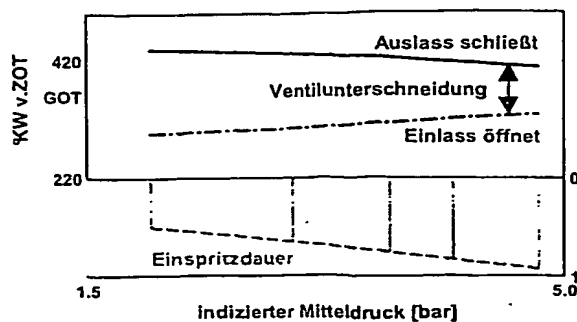 420
GOT
220
°KW v.ZOT
Auslass schließt
Ventilunterschneidung
Einlass öffnet
0
Einspritzdauer
1
1.5
5.0
indizierter Mitteldruck [bar]